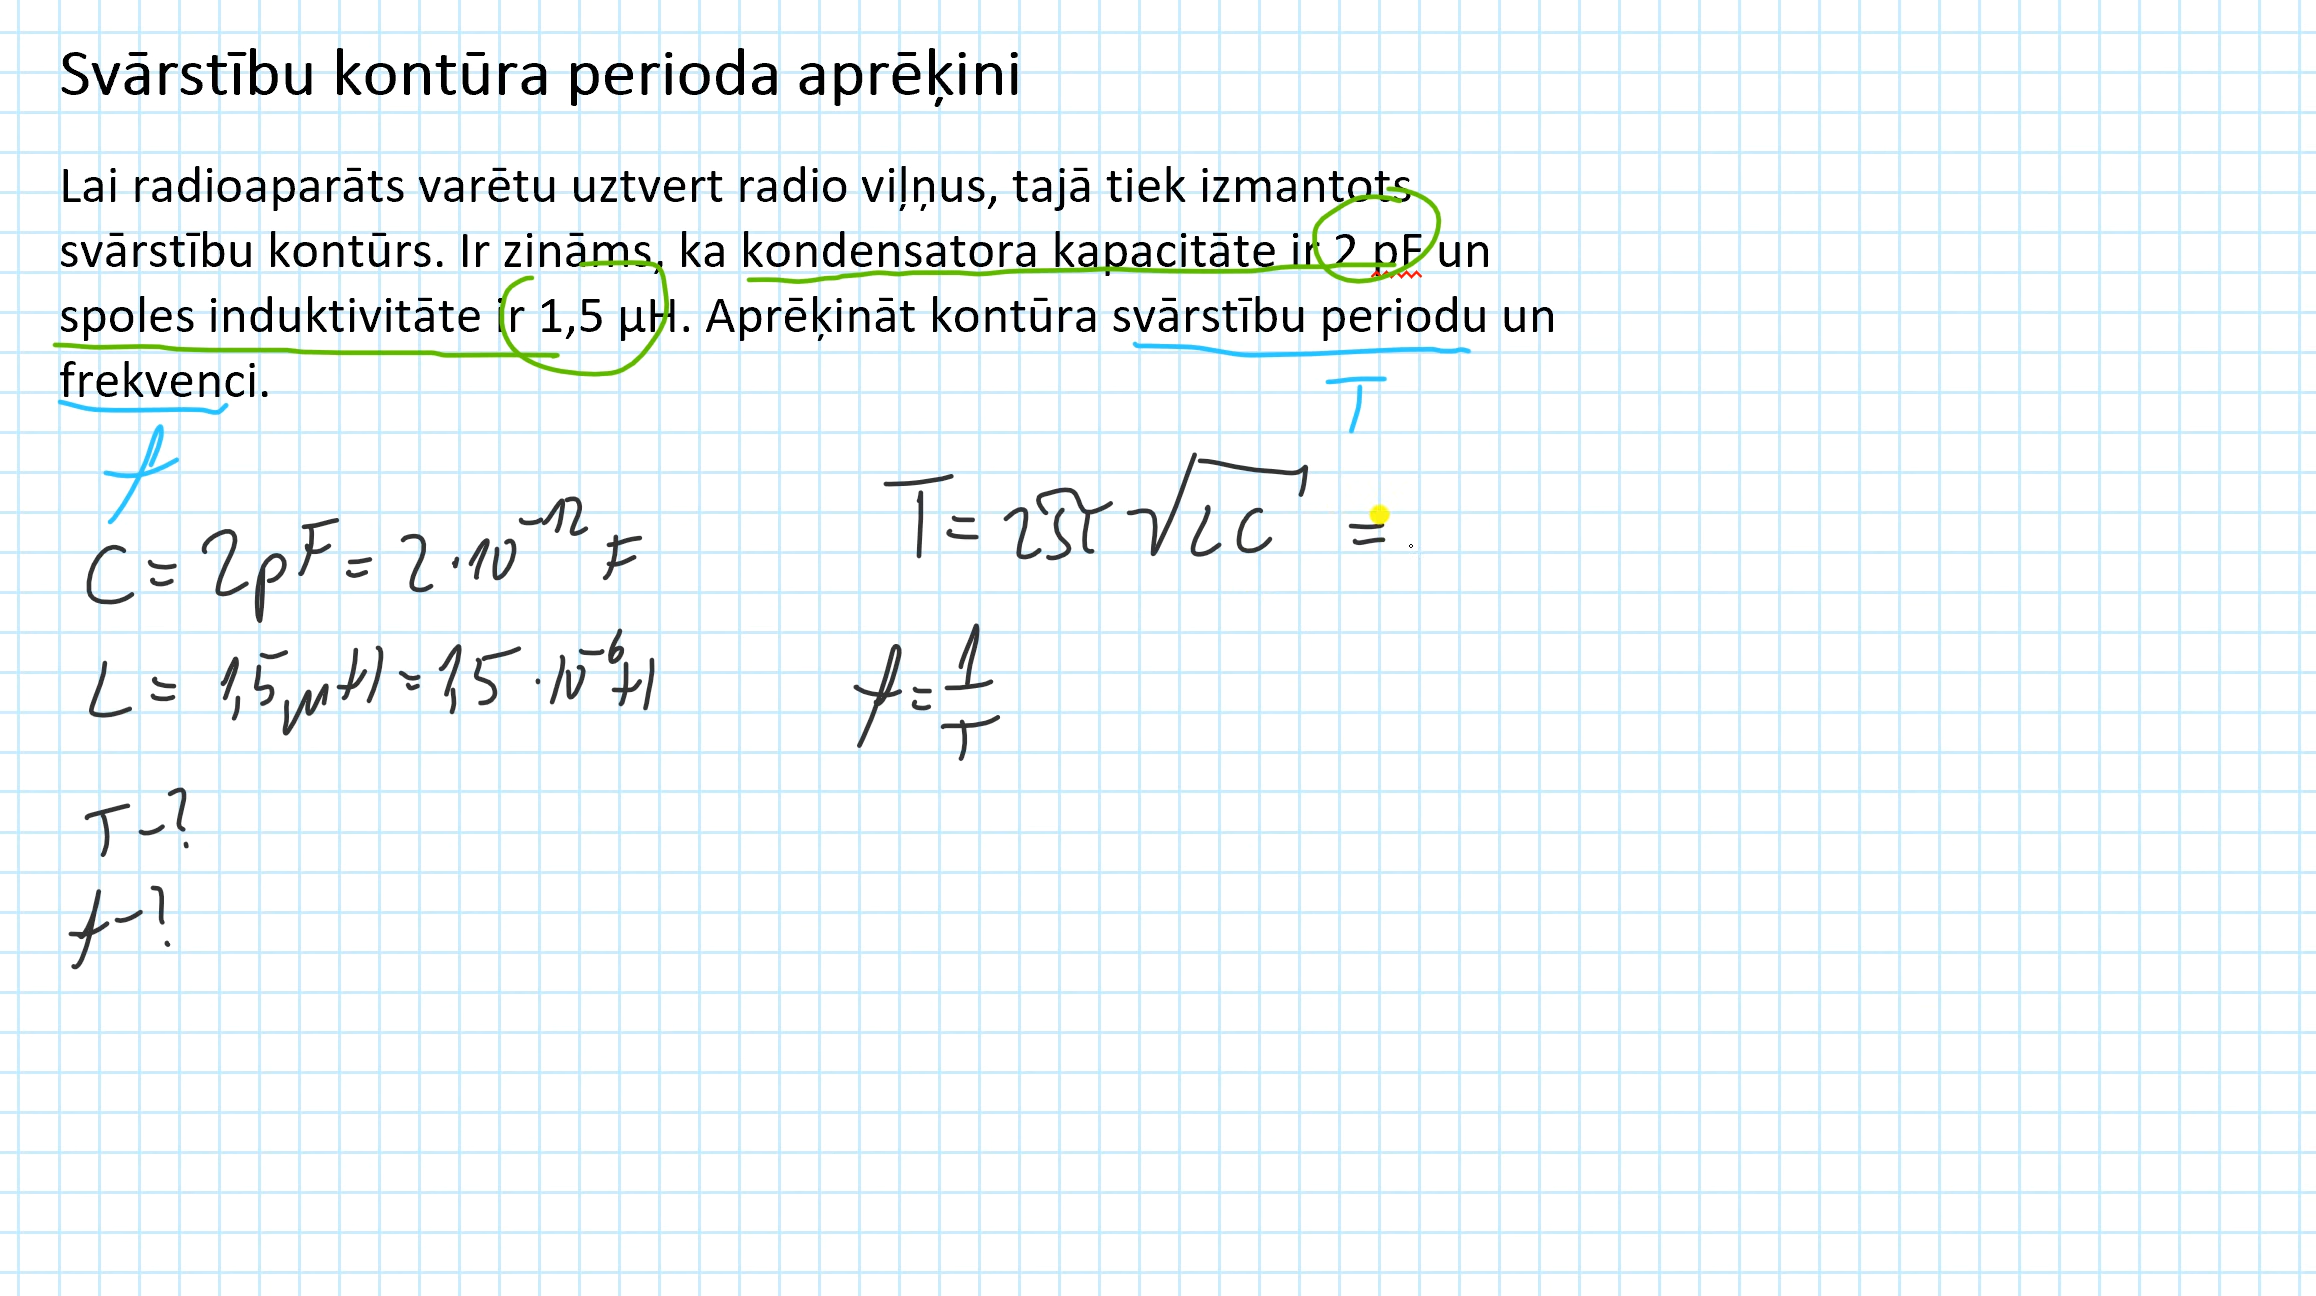 Svārstību kontūra perioda aprēķini
Lai radioaparāts varētu uztvert radio viļņus, tajā tiek izmantots
svārstību kontūrs. Ir zināms, ka kondensatora kapacitāte ir 2 pF un
spoles induktivitāte ir 1,5 μH. Aprēķināt kontūra svārstību periodu un
frekvenci.
T
f
C = 2pF = 2·10⁻¹² F
L = 1,5μH = 1,5·10⁻⁶ H
T - ?
f - ?
T = 2π √LC =
f = 1/T